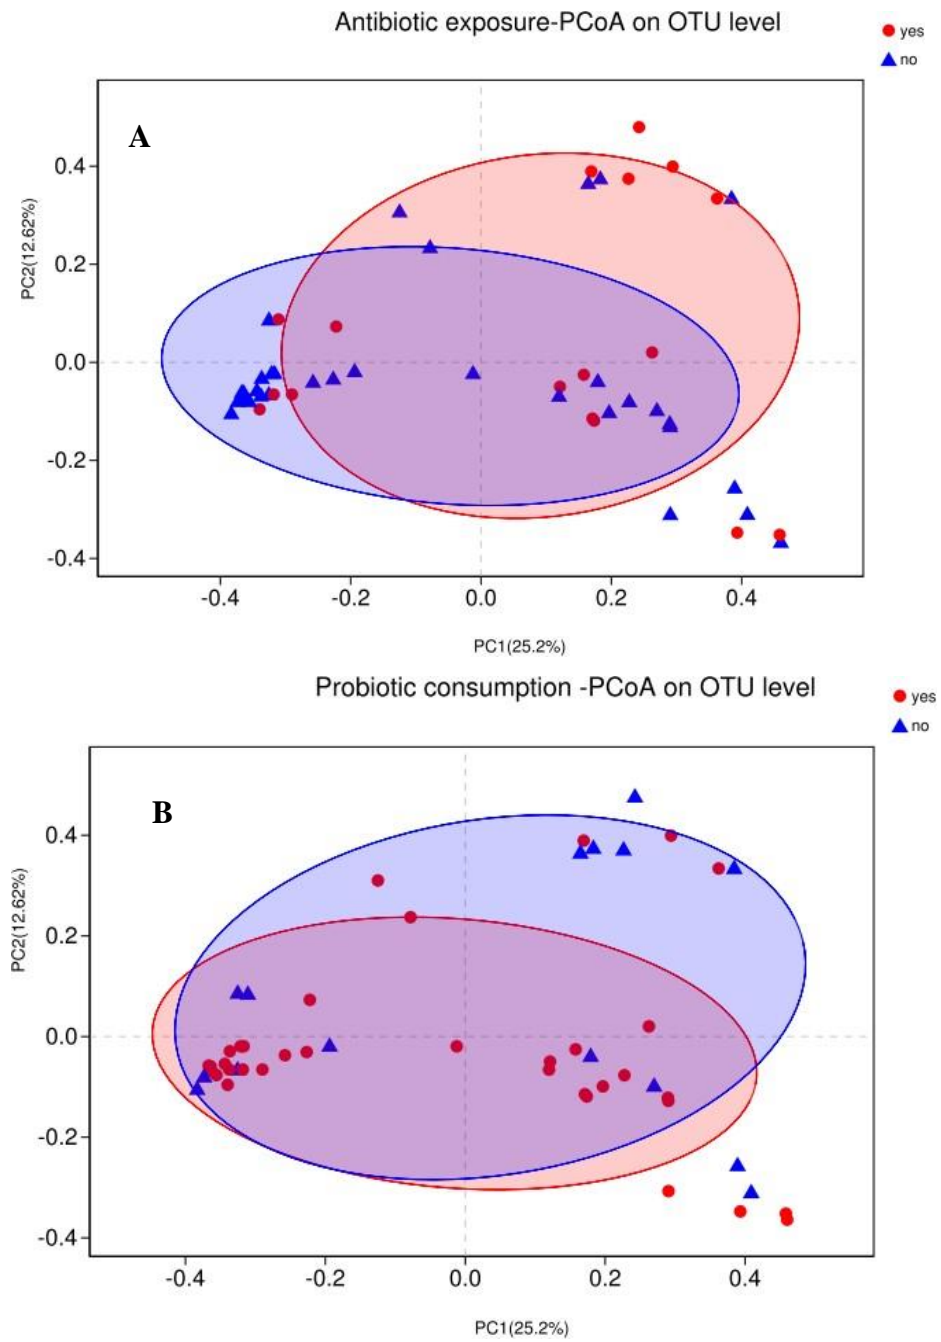 Antibiotic exposure-PCoA on OTU level
yes
no
A
0.4
0.2
0.0
-0.2
-0.4
PC2(12.62%)
-0.4 -0.2 0.0 0.2 0.4
PC1(25.2%)
Probiotic consumption -PCoA on OTU level
yes
no
B
0.4
0.2
0.0
-0.2
-0.4
PC2(12.62%)
-0.4 -0.2 0.0 0.2 0.4
PC1(25.2%)